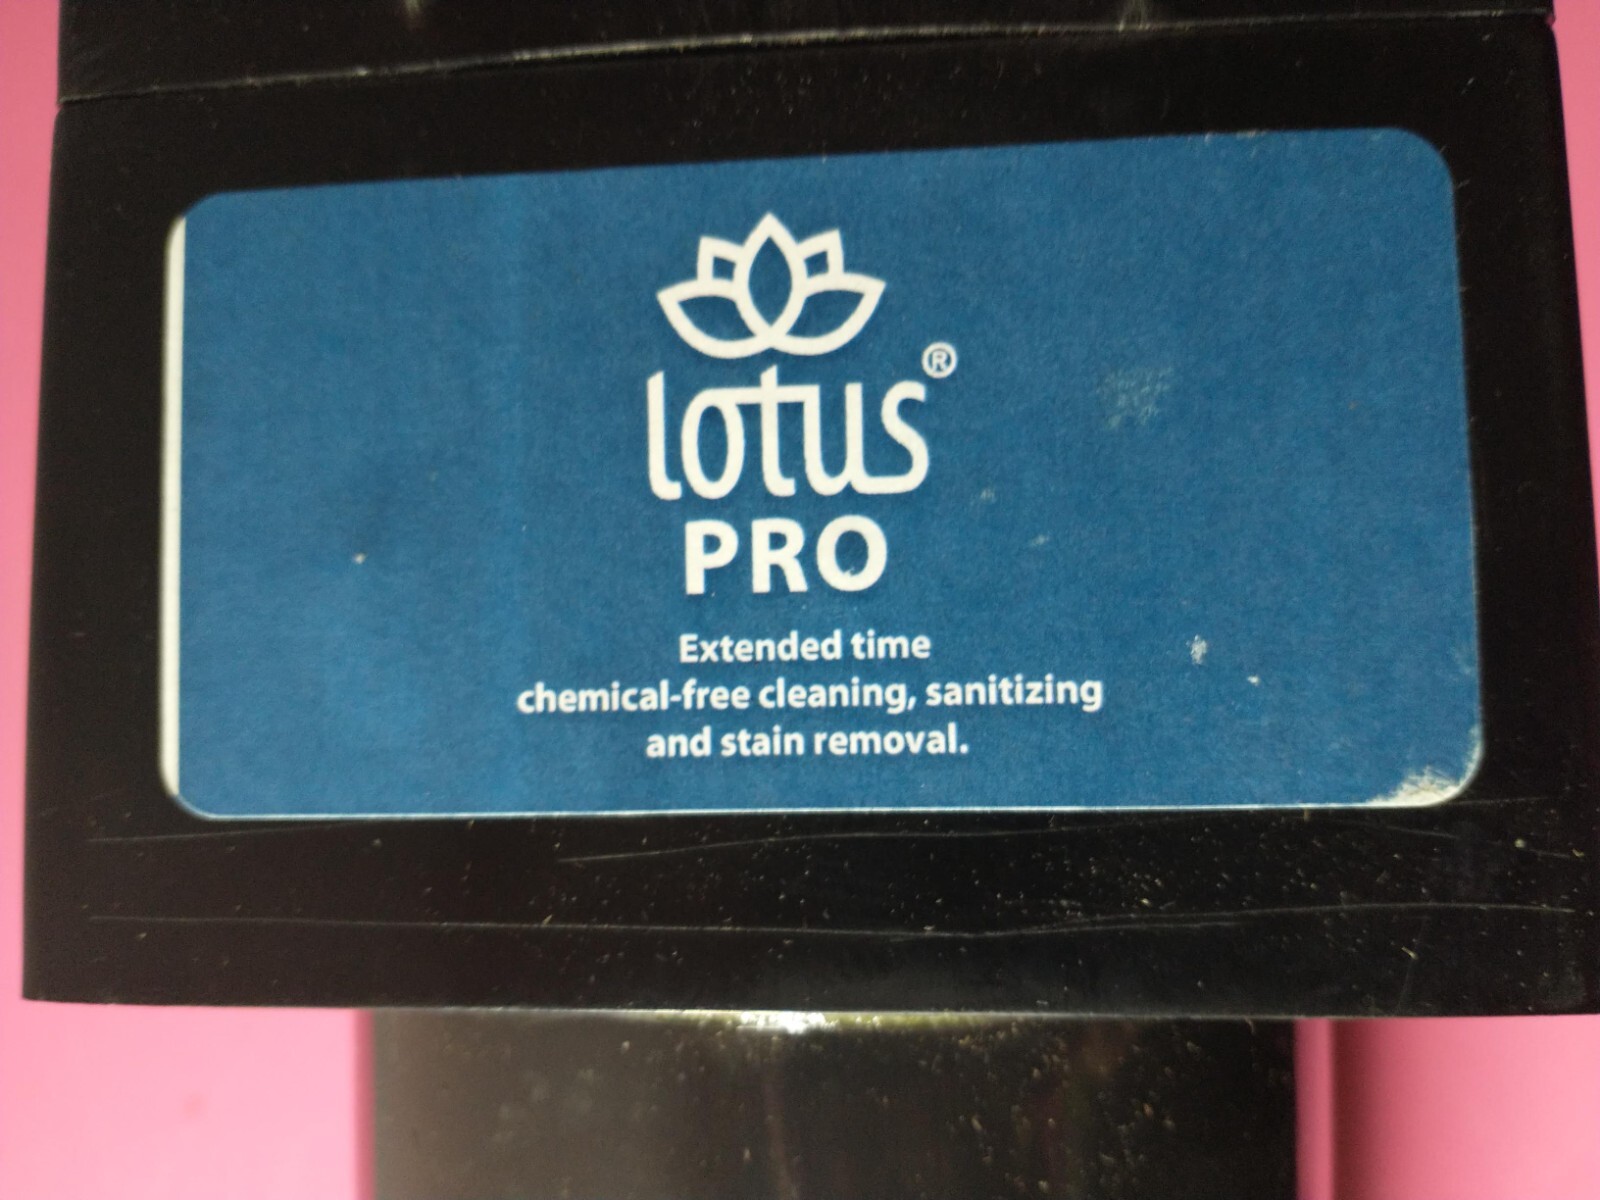 lotus®
PRO
Extended time
chemical-free cleaning, sanitizing
and stain removal.